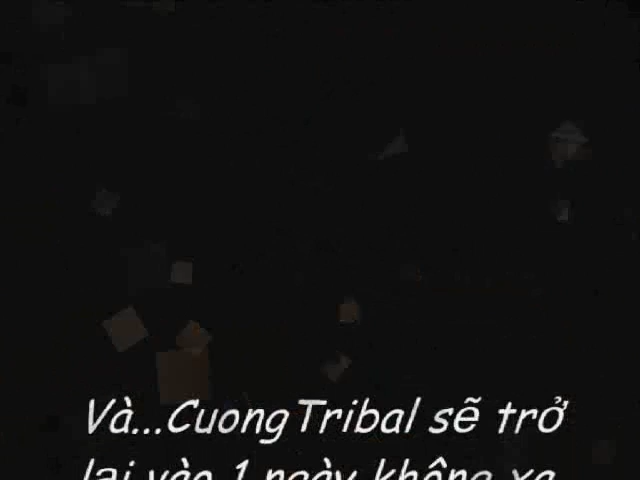 Và...CuongTribal sẽ trở
lại vào 1 ngày không xa